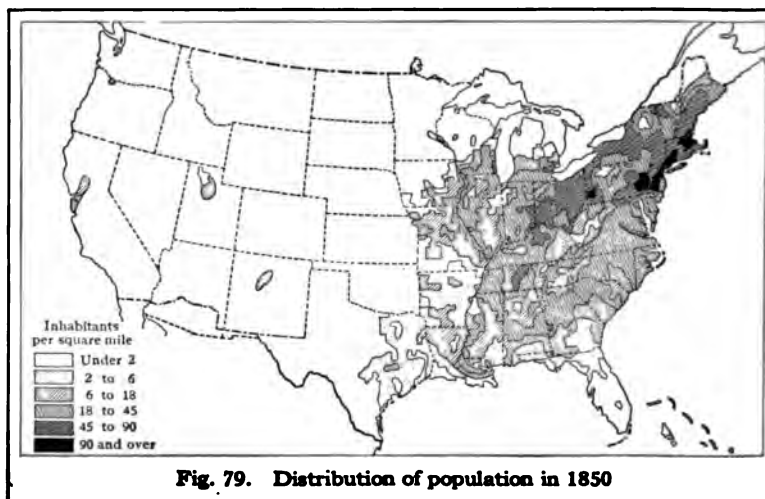 Inhabitants
per square mile
Under 2
2 to 6
6 to 18
18 to 45
45 to 90
90 and over
Fig. 79. Distribution of population in 1850